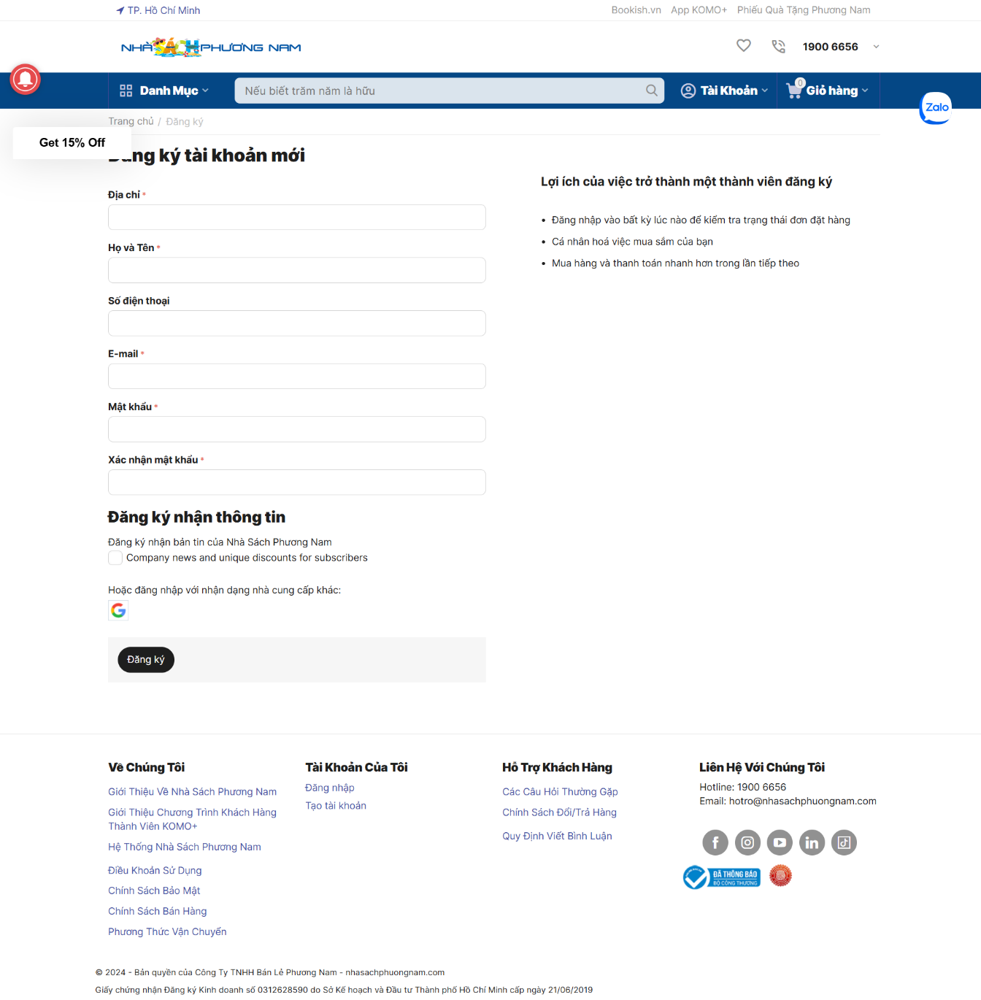 TP. Hồ Chí Minh
Bookish.vn App KOMO+ Phiếu Quà Tặng Phương Nam
NHÀ SÁCH PHƯƠNG NAM
1900 6656
Danh Mục
Nếu biết trăm năm là hữu
Tài Khoản
0
Giỏ hàng
Zalo
Trang chủ / Đăng ký
Get 15% Off
ng ký tài khoản mới
Địa chỉ *
Họ và Tên *
Số điện thoại
E-mail *
Mật khẩu *
Xác nhận mật khẩu *
Lợi ích của việc trở thành một thành viên đăng ký
• Đăng nhập vào bất kỳ lúc nào để kiểm tra trạng thái đơn đặt hàng
• Cá nhân hoá việc mua sắm của bạn
• Mua hàng và thanh toán nhanh hơn trong lần tiếp theo
Đăng ký nhận thông tin
Đăng ký nhận bản tin của Nhà Sách Phương Nam
Company news and unique discounts for subscribers
Hoặc đăng nhập với nhận dạng nhà cung cấp khác:
Đăng ký
Về Chúng Tôi
Giới Thiệu Về Nhà Sách Phương Nam
Giới Thiệu Chương Trình Khách Hàng
Thành Viên KOMO+
Hệ Thống Nhà Sách Phương Nam
Điều Khoản Sử Dụng
Chính Sách Bảo Mật
Chính Sách Bán Hàng
Phương Thức Vận Chuyển
Tài Khoản Của Tôi
Đăng nhập
Tạo tài khoản
Hỗ Trợ Khách Hàng
Các Câu Hỏi Thường Gặp
Chính Sách Đổi/Trả Hàng
Quy Định Viết Bình Luận
Liên Hệ Với Chúng Tôi
Hotline: 1900 6656
Email: hotro@nhasachphuongnam.com
ĐÃ THÔNG BÁO
BỘ CÔNG THƯƠNG
© 2024 - Bản quyền của Công Ty TNHH Bán Lẻ Phương Nam - nhasachphuongnam.com
Giấy chứng nhận Đăng ký Kinh doanh số 0312628590 do Sở Kế hoạch và Đầu tư Thành phố Hồ Chí Minh cấp ngày 21/06/2019